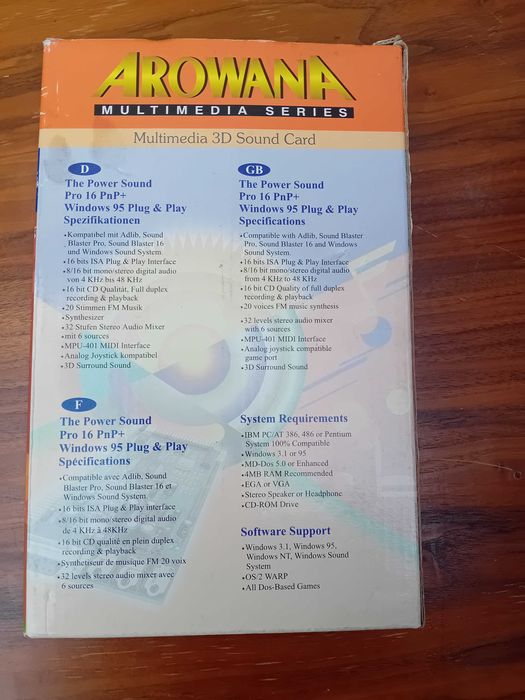 AROWANA
MULTIMEDIA SERIES
Multimedia 3D Sound Card
D
The Power Sound
Pro 16 PnP+
Windows 95 Plug & Play
Spezifikationen
•Kompatibel mit Adlib, Sound
Blaster Pro, Sound Blaster 16
und Windows Sound System.
•16 bits ISA Plug & Play Interface
•8/16 bit mono/stereo digital audio
von 4 KHz bis 48 KHz
•16 bit CD Qualität, Full duplex
recording & playback
•20 Stimmen FM Musik
•Synthesizer
•32 Stufen Stereo Audio Mixer
•mit 6 sources
•MPU-401 MIDI Interface
•Analog Joystick kompatibel
•3D Surround Sound
GB
The Power Sound
Pro 16 PnP+
Windows 95 Plug & Play
Specifications
•Compatible with Adlib, Sound Blaster
Pro, Sound Blaster 16 and Windows
Sound System.
•16 bits ISA Plug & Play Interface
•8/16 bit mono/stereo digital audio
from 4 KHz to 48 KHz
•16 bit CD Quality of full duplex
recording & playback
•20 voices FM music synthesis
•32 levels stereo audio mixer
with 6 sources
•MPU-401 MIDI Interface
•Analog joystick compatible
game port
•3D Surround Sound
F
The Power Sound
Pro 16 PnP+
Windows 95 Plug & Play
Spécifications
•Compatible avec Adlib, Sound
Blaster Pro, Sound Blaster 16 et
Windows Sound System.
•16 bits ISA Plug & Play interface
•8/16 bit mono/stereo digital audio
de 4 KHz à 48KHz
•16 bit CD qualité en plein duplex
recording & playback
•Synthetiseur de musique FM 20 voix
•32 levels stereo audio mixer avec
6 sources
System Requirements
•IBM PC/AT 386, 486 or Pentium
System 100% Compatible
•Windows 3.1 or 95
•MD-Dos 5.0 or Enhanced
•4MB RAM Recommended
•EGA or VGA
•Stereo Speaker or Headphone
•CD-ROM Drive
Software Support
•Windows 3.1, Windows 95,
Windows NT, Windows Sound
System
•OS/2 WARP
•All Dos-Based Games